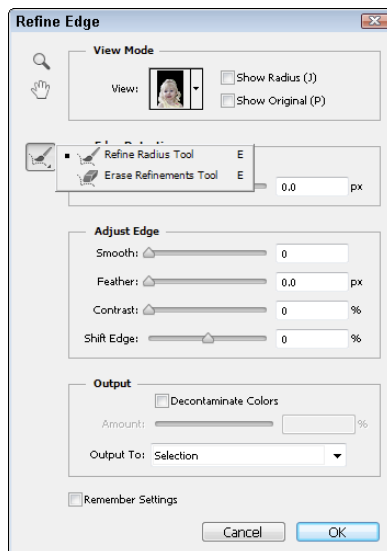 Refine Edge
View Mode
View:
Show Radius (J)
Show Original (P)
Refine Radius Tool E
Erase Refinements Tool E
0.0 px
Adjust Edge
Smooth: 0
Feather: 0.0 px
Contrast: 0 %
Shift Edge: 0 %
Output
Decontaminate Colors
Amount: %
Output To: Selection
Remember Settings
Cancel OK